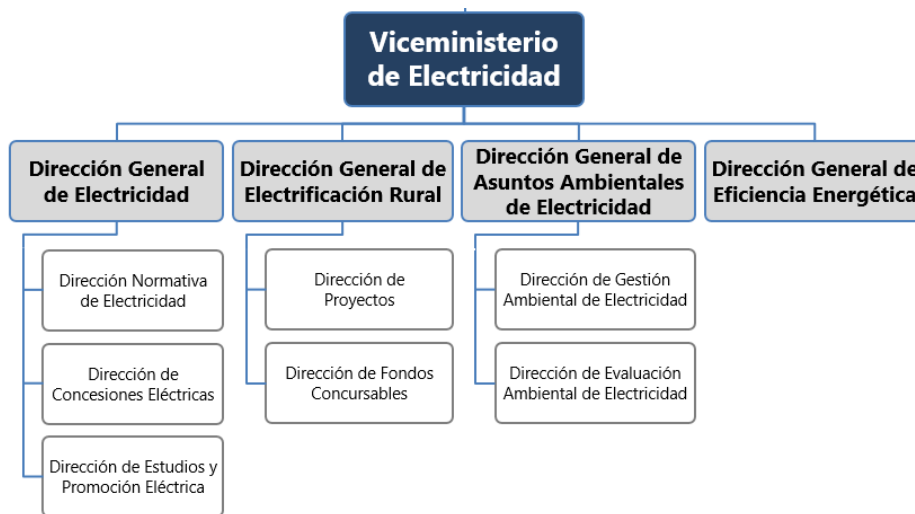 Viceministerio
de Electricidad
Dirección General
de Electricidad
Dirección General de
Electrificación Rural
Dirección General de
Asuntos Ambientales
de Electricidad
Dirección General de
Eficiencia Energética
Dirección Normativa
de Electricidad
Dirección de
Proyectos
Dirección de Gestión
Ambiental de Electricidad
Dirección de
Concesiones Eléctricas
Dirección de Fondos
Concursables
Dirección de Evaluación
Ambiental de Electricidad
Dirección de Estudios y
Promoción Eléctrica